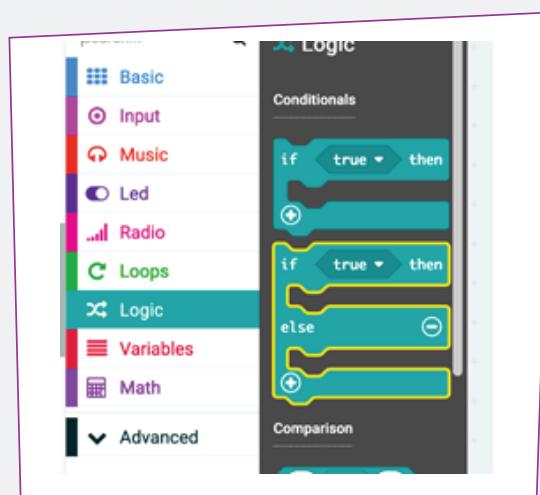 Logic
Basic
Conditionals
Input
Music
if true then
Led
Radio
if true then
Loops
Logic
else
Variables
Math
Comparison
Advanced